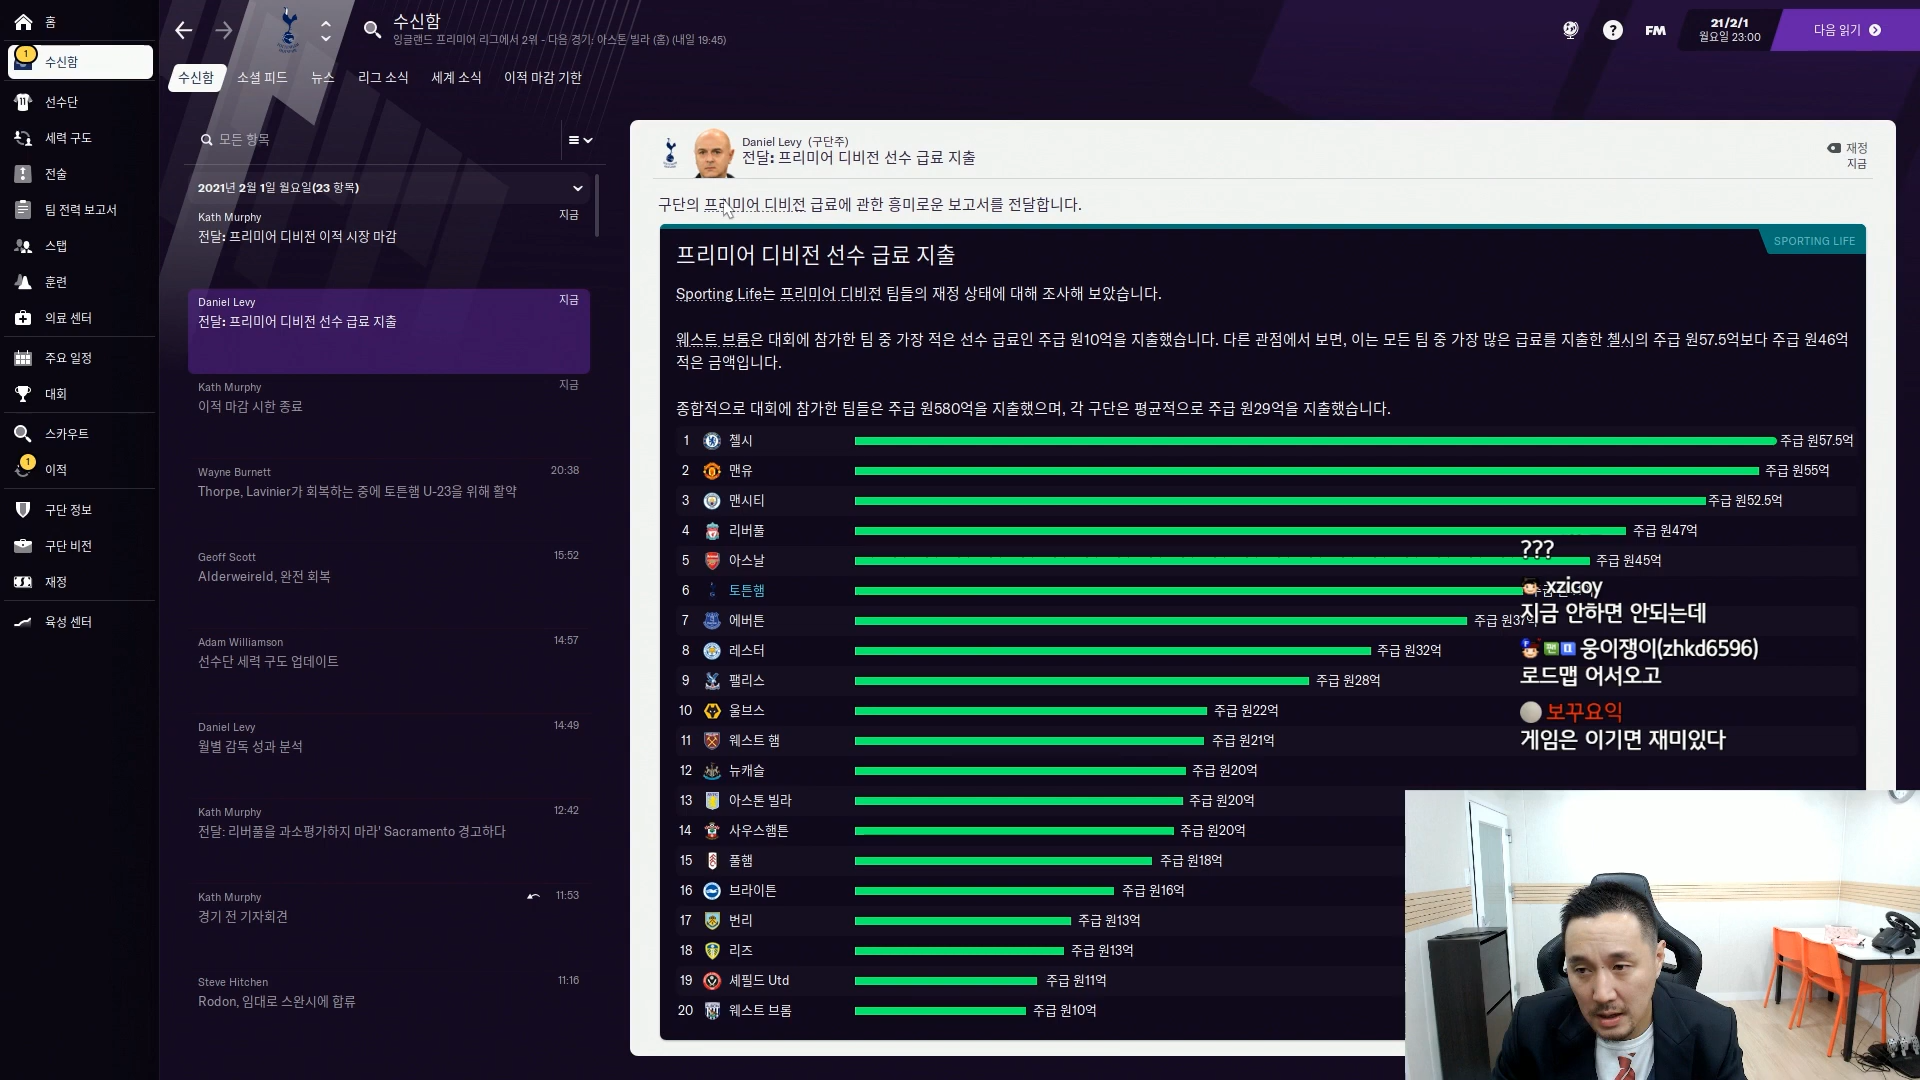 홈
수신함
잉글랜드 프리미어 리그에서 2위 - 다음 경기: 아스톤 빌라 (홈) (내일 19:45)
FM
21/2/1
월요일 23:00
다음 읽기
1
수신함
선수단
세력 구도
전술
팀 전력 보고서
스탭
훈련
의료 센터
주요 일정
대회
스카우트
1
이적
구단 정보
구단 비전
재정
육성 센터
수신함 소셜 피드 뉴스 리그 소식 세계 소식 이적 마감 기한
모든 항목
2021년 2월 1일 월요일(23 항목)
Kath Murphy 지금
전달: 프리미어 디비전 이적 시장 마감
Daniel Levy 지금
전달: 프리미어 디비전 선수 급료 지출
Kath Murphy 지금
이적 마감 시한 종료
Wayne Burnett 20:38
Thorpe, Lavinier가 회복하는 중에 토튼햄 U-23을 위해 활약
Geoff Scott 15:52
Alderweireld, 완전 회복
Adam Williamson 14:57
선수단 세력 구도 업데이트
Daniel Levy 14:49
월별 감독 성과 분석
Kath Murphy 12:42
전달: 리버풀을 과소평가하지 마라' Sacramento 경고하다
Kath Murphy 11:53
경기 전 기자회견
Steve Hitchen 11:16
Rodon, 임대로 스완시에 합류
Daniel Levy (구단주)
전달: 프리미어 디비전 선수 급료 지출
재정
지금
구단의 프리미어 디비전 급료에 관한 흥미로운 보고서를 전달합니다.
SPORTING LIFE
프리미어 디비전 선수 급료 지출
Sporting Life는 프리미어 디비전 팀들의 재정 상태에 대해 조사해 보았습니다.
웨스트 브롬은 대회에 참가한 팀 중 가장 적은 선수 급료인 주급 원10억을 지출했습니다. 다른 관점에서 보면, 이는 모든 팀 중 가장 많은 급료를 지출한 첼시의 주급 원57.5억보다 주급 원46억
적은 금액입니다.
종합적으로 대회에 참가한 팀들은 주급 원580억을 지출했으며, 각 구단은 평균적으로 주급 원29억을 지출했습니다.
1 첼시 주급 원57.5억
2 맨유 주급 원55억
3 맨시티 주급 원52.5억
4 리버풀 주급 원47억
5 아스날 주급 원45억
6 토튼햄
7 에버튼 주급 원37억
8 레스터 주급 원32억
9 팰리스 주급 원28억
10 울브스 주급 원22억
11 웨스트 햄 주급 원21억
12 뉴캐슬 주급 원20억
13 아스톤 빌라 주급 원20억
14 사우스햄튼 주급 원20억
15 풀햄 주급 원18억
16 브라이튼 주급 원16억
17 번리 주급 원13억
18 리즈 주급 원13억
19 셰필드 Utd 주급 원11억
20 웨스트 브롬 주급 원10억
???
xzicoy
지금 안하면 안되는데
웅이쟁이(zhkd6596)
로드맵 어서오고
보꾸요익
게임은 이기면 재미있다